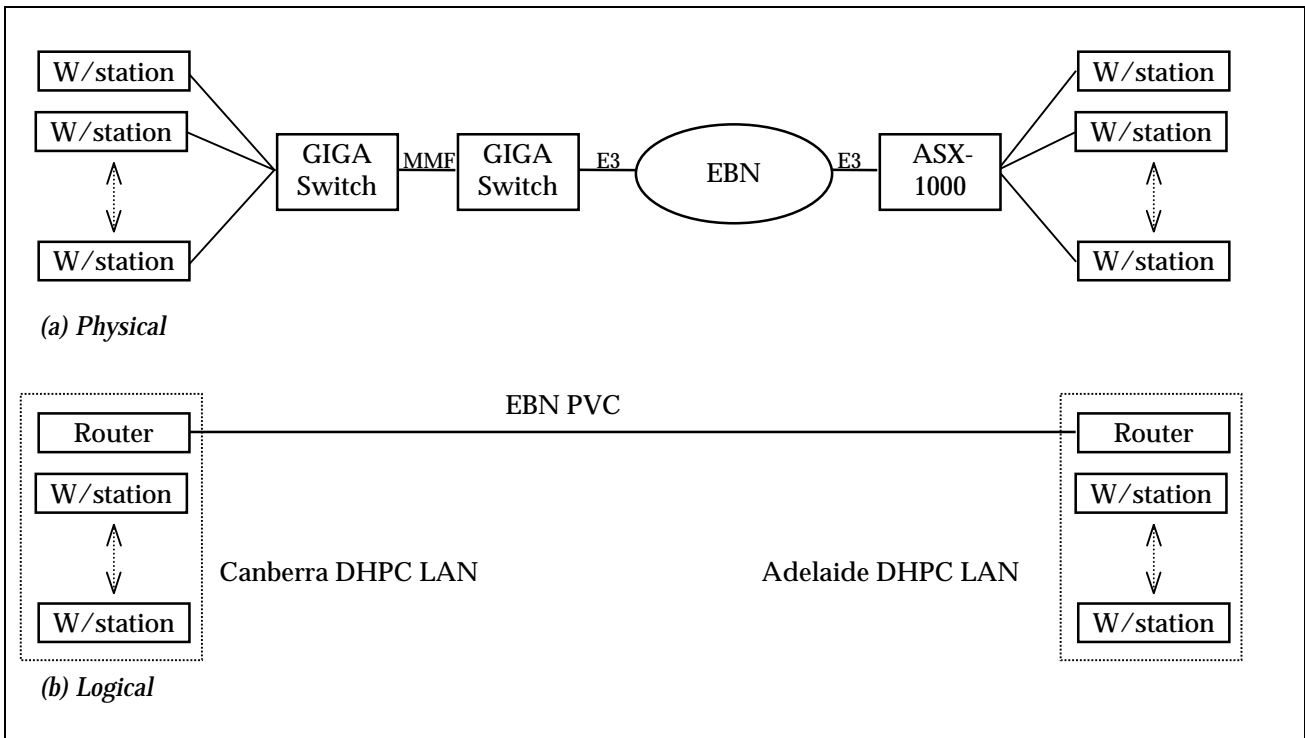 W/station
W/station
W/station
GIGA
Switch
MMF
GIGA
Switch
E3
EBN
E3
ASX-
1000
W/station
W/station
W/station
(a) Physical
EBN PVC
Router
W/station
W/station
Canberra DHPC LAN
Adelaide DHPC LAN
Router
W/station
W/station
(b) Logical